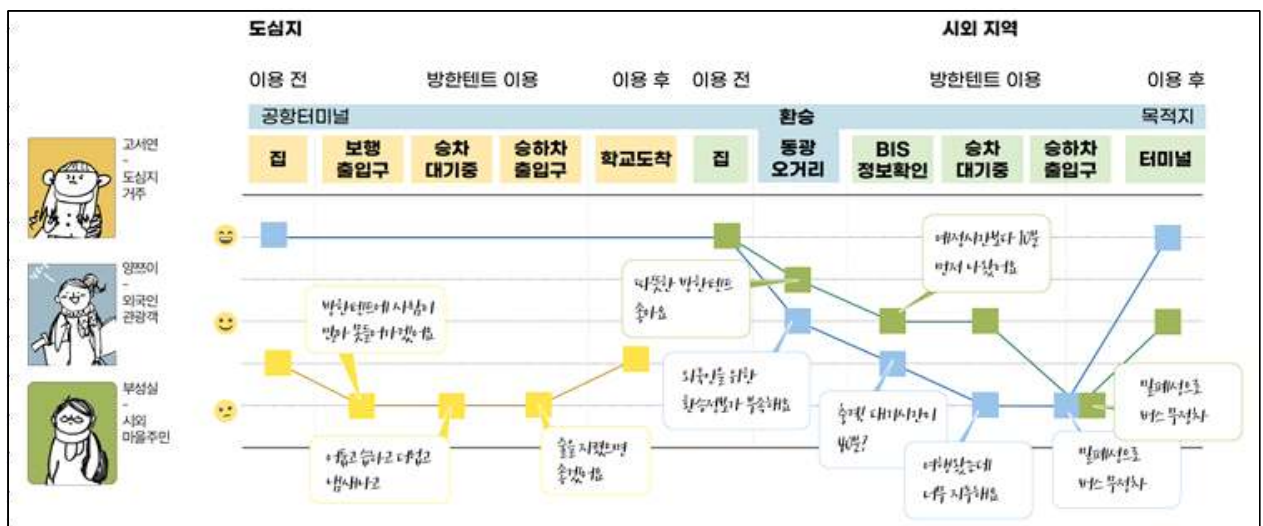 도심지
시외 지역
이용 전
방한텐트 이용
이용 후
이용 전
방한텐트 이용
이용 후
공항터미널
환승
목적지
집
보행
출입구
승차
대기중
승하차
출입구
학교도착
집
동광
오거리
BIS
정보확인
승차
대기중
승하차
출입구
터미널
고서연
-
도심지
거주
양쯔이
-
외국인
관광객
부성실
-
시외
마을주민
방한텐트에 사람이
많아 못들어가겠어요
어둡고 습하고 더럽고
냄새나고
줄을 지켰으면
좋겠어요
따뜻한 방한텐트
좋아요
외국인을 위한
환승정보가 부족해요
예정시간보다 10분
먼저 나왔어요
충격! 대기시간이
40분?
여행왔는데
너무 지루해요
밀폐성으로
버스 무정차
밀폐성으로
버스 무정차